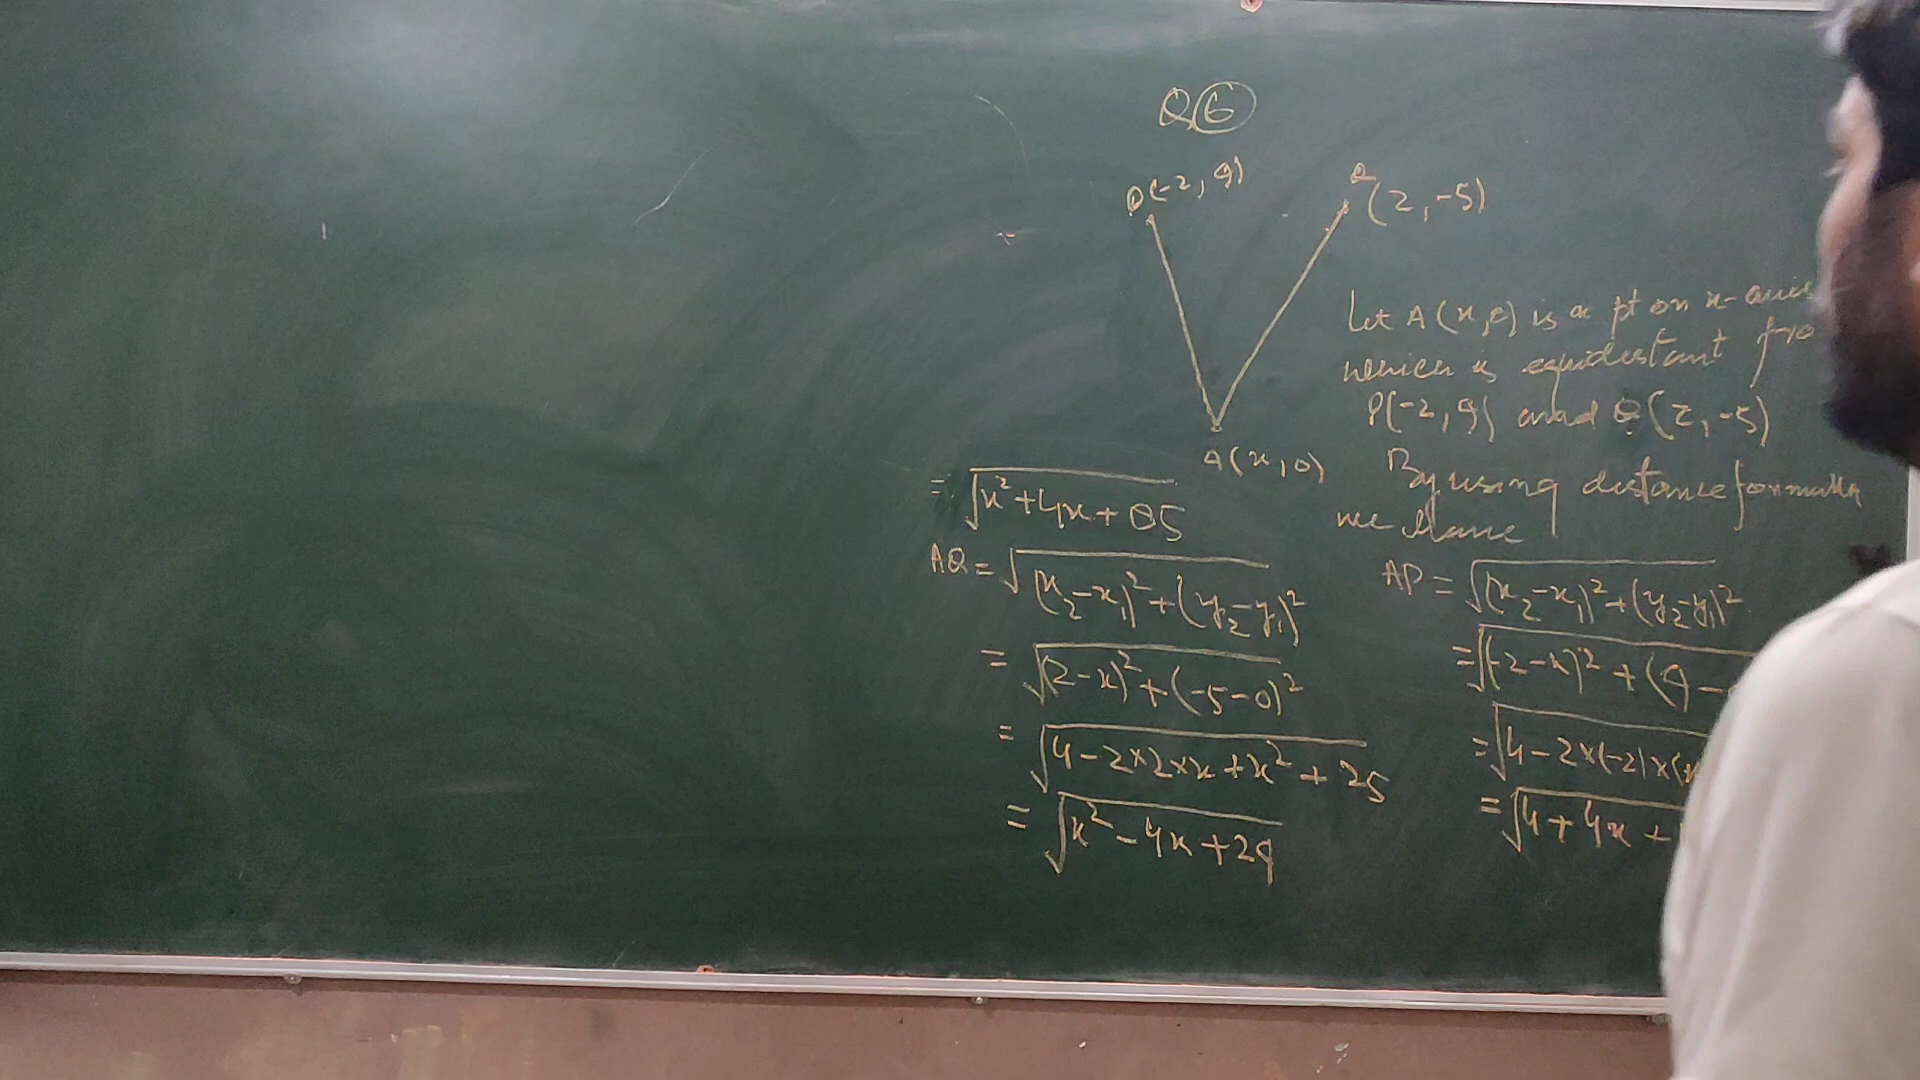 Q 6
P(-2, 9)
Q(2, -5)
A(x, 0)
Let A(x, 0) is a pt on x-axis
which is equidistant fro
P(-2, 9) and Q(2, -5)
By using distance formula
we have
AP = √(x₂-x₁)²+(y₂-y₁)²
= √(-2-x)² + (9-
= √4-2×(-2)×(x
= √4+4x+
= √x²+4x+85
AQ = √(x₂-x₁)²+(y₂-y₁)²
= √(2-x)²+(-5-0)²
= √4-2×2×x+x²+25
= √x²-4x+29